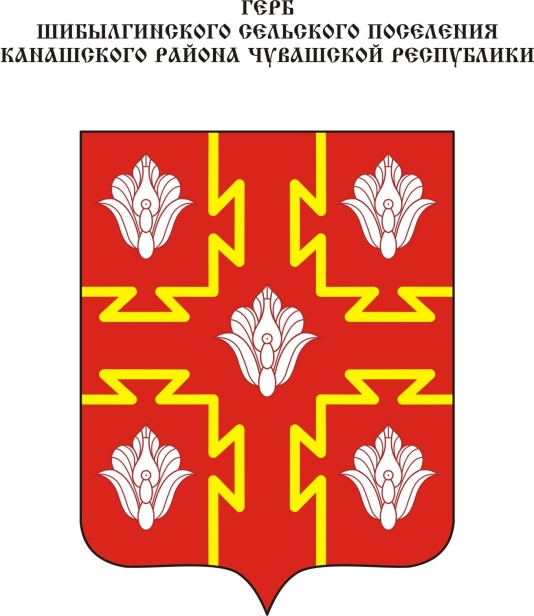 ГЕРБ
ШИБЫЛГИНСКОГО СЕЛЬСКОГО ПОСЕЛЕНИЯ
КАНАШСКОГО РАЙОНА ЧУВАШСКОЙ РЕСПУБЛИКИ